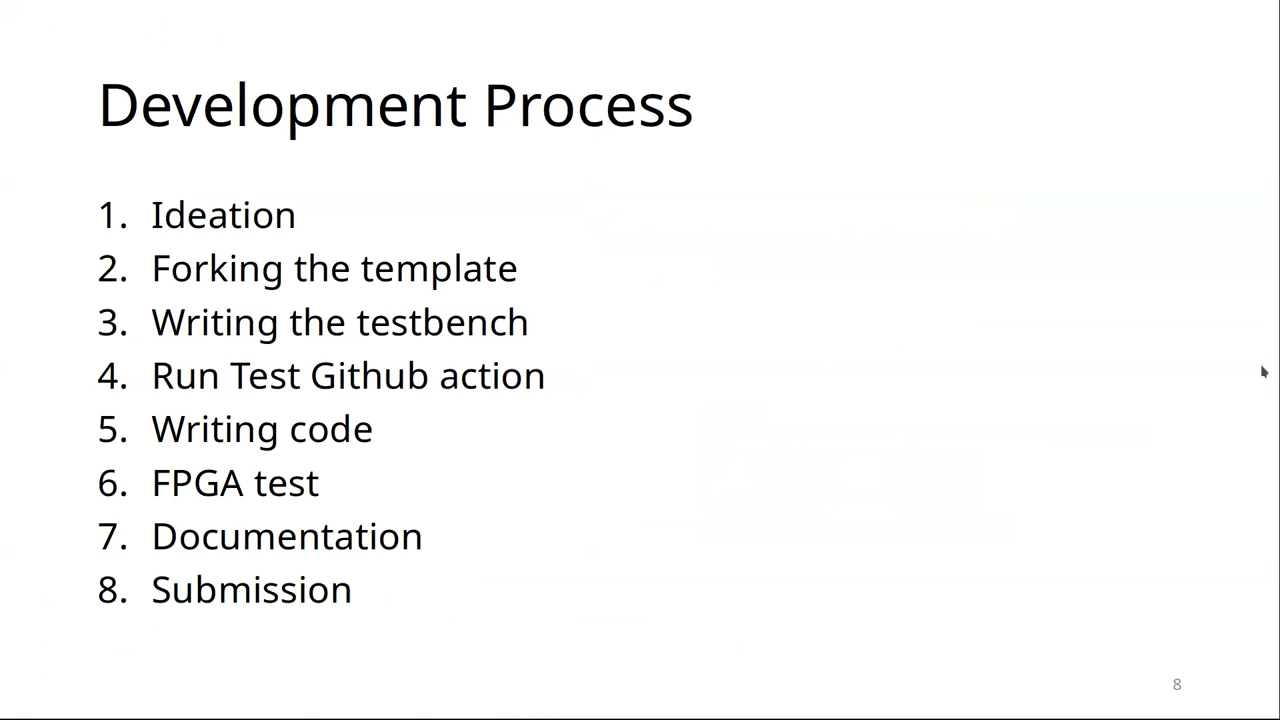 Development Process
1. Ideation
2. Forking the template
3. Writing the testbench
4. Run Test Github action
5. Writing code
6. FPGA test
7. Documentation
8. Submission
8